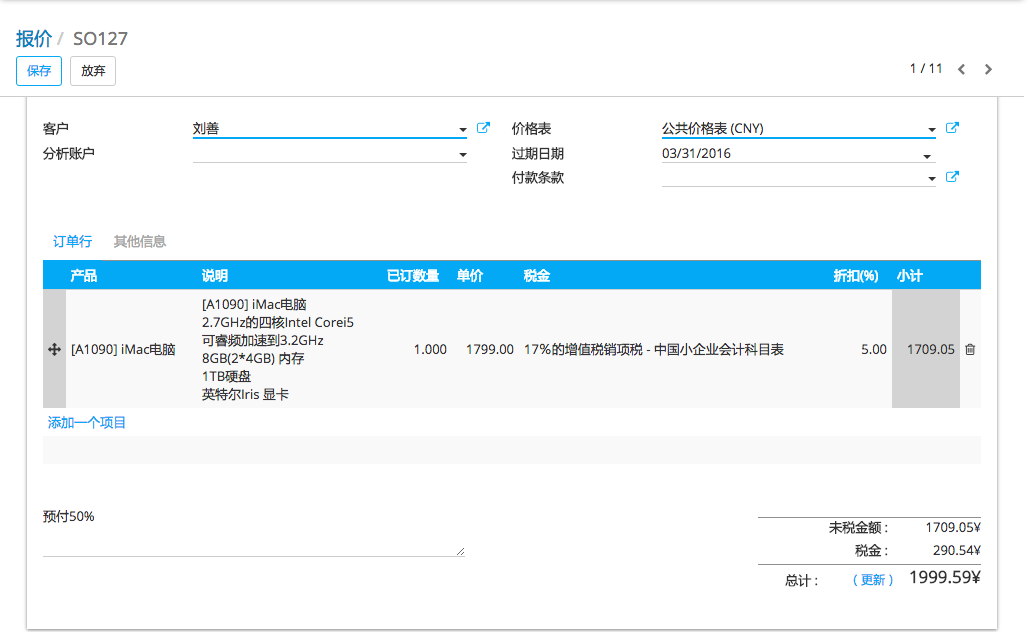 报价 / SO127
保存 放弃
1 / 11
客户 刘善 价格表 公共价格表 (CNY)
分析账户 过期日期 03/31/2016
付款条款
订单行 其他信息
产品 说明 已订数量 单价 税金 折扣(%) 小计
[A1090] iMac电脑
2.7GHz的四核Intel Corei5
可睿频加速到3.2GHz
[A1090] iMac电脑 1.000 1799.00 17%的增值税销项税 - 中国小企业会计科目表 5.00 1709.05
8GB(2*4GB) 内存
1TB硬盘
英特尔Iris 显卡
添加一个项目
预付50%
未税金额 : 1709.05¥
税金 : 290.54¥
总计 : ( 更新 ) 1999.59¥